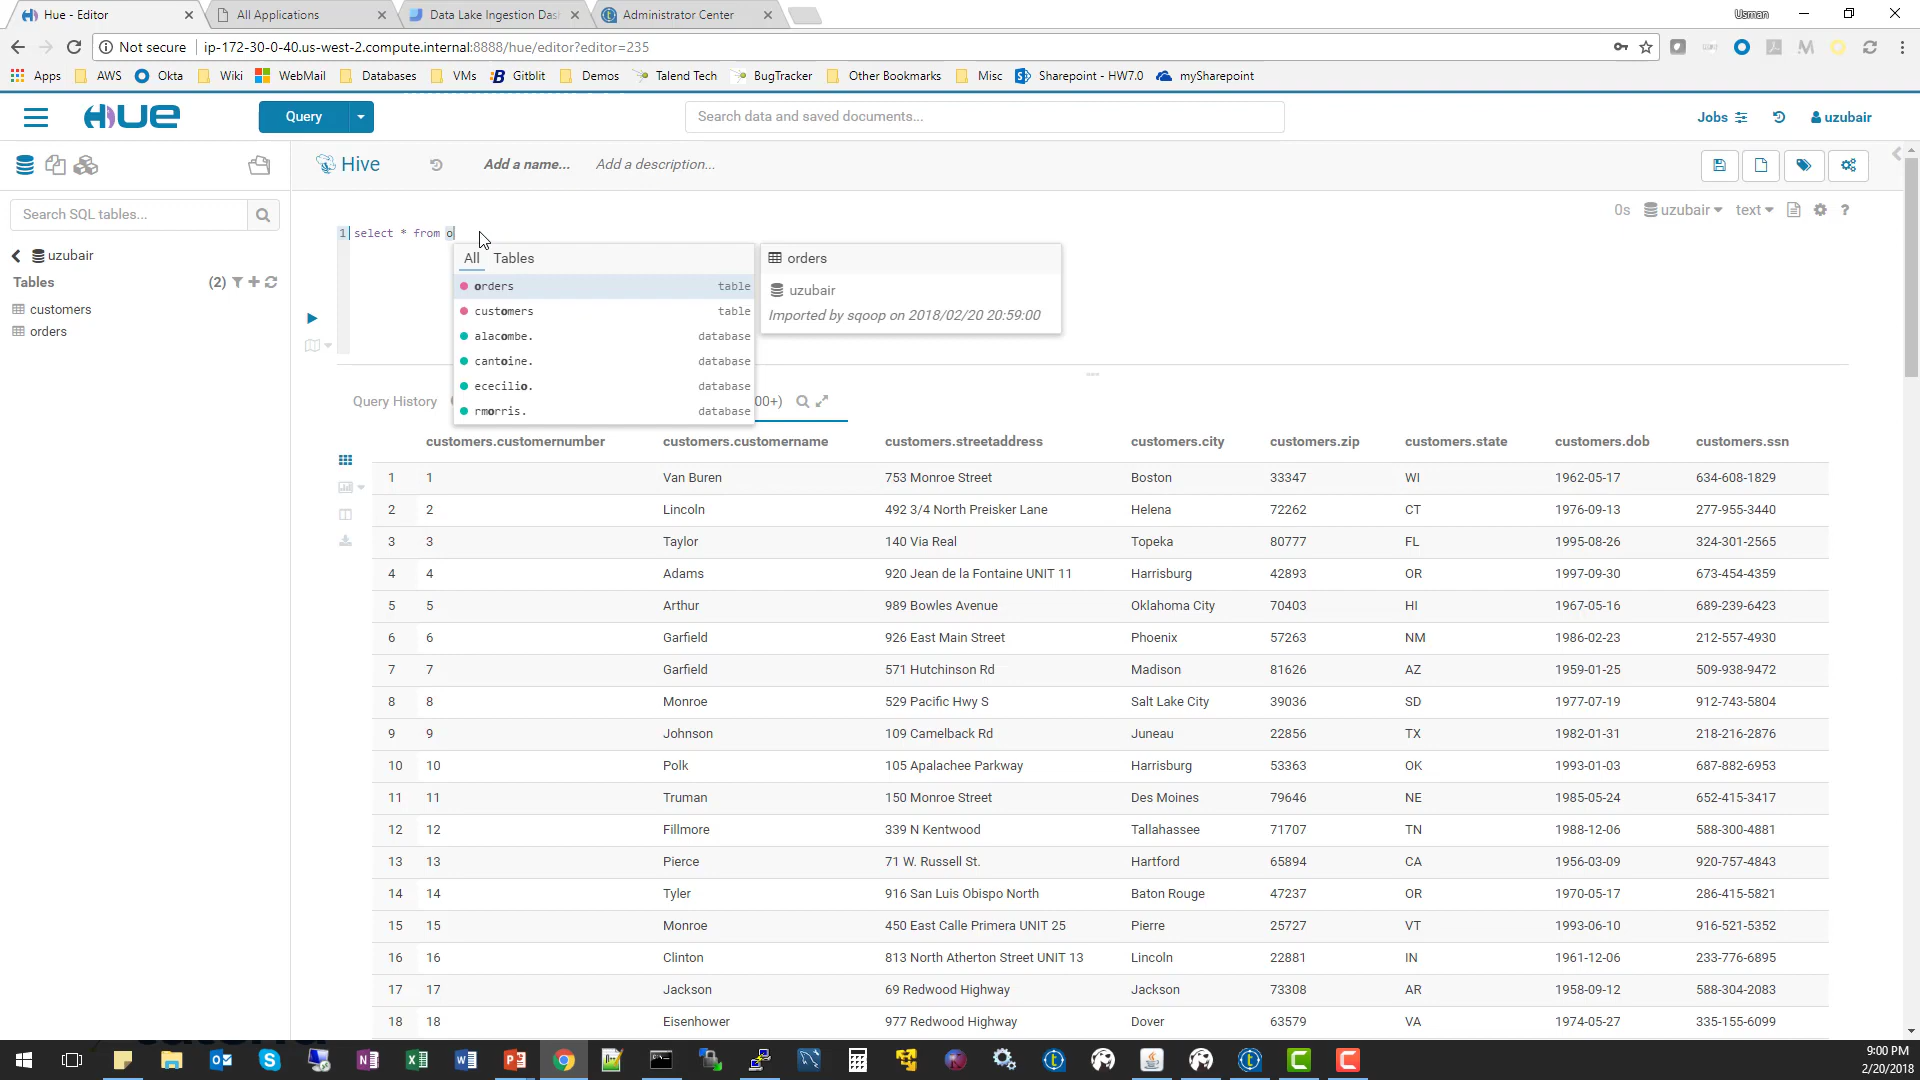 Hue - Editor
All Applications
Data Lake Ingestion Das
Administrator Center
Usman
Not secure | ip-172-30-0-40.us-west-2.compute.internal:8888/hue/editor?editor=235
Apps AWS Okta Wiki WebMail Databases VMs Gitblit Demos Talend Tech BugTracker Other Bookmarks Misc Sharepoint - HW7.0 mySharepoint
HUE
Query
Search data and saved documents...
Jobs
uzubair
Hive
Add a name...
Add a description...
Search SQL tables...
0s uzubair text ?
uzubair
Tables (2)
customers
orders
1 select * from o
All Tables
orders table
customers table
alacombe. database
cantoine. database
ececilio. database
rmorris. database
orders
uzubair
Imported by sqoop on 2018/02/20 20:59:00
Query History
00+)
customers.customernumber customers.customername customers.streetaddress customers.city customers.zip customers.state customers.dob customers.ssn
1 1 Van Buren 753 Monroe Street Boston 33347 WI 1962-05-17 634-608-1829
2 2 Lincoln 492 3/4 North Preisker Lane Helena 72262 CT 1976-09-13 277-955-3440
3 3 Taylor 140 Via Real Topeka 80777 FL 1995-08-26 324-301-2565
4 4 Adams 920 Jean de la Fontaine UNIT 11 Harrisburg 42893 OR 1997-09-30 673-454-4359
5 5 Arthur 989 Bowles Avenue Oklahoma City 70403 HI 1967-05-16 689-239-6423
6 6 Garfield 926 East Main Street Phoenix 57263 NM 1986-02-23 212-557-4930
7 7 Garfield 571 Hutchinson Rd Madison 81626 AZ 1959-01-25 509-938-9472
8 8 Monroe 529 Pacific Hwy S Salt Lake City 39036 SD 1977-07-19 912-743-5804
9 9 Johnson 109 Camelback Rd Juneau 22856 TX 1982-01-31 218-216-2876
10 10 Polk 105 Apalachee Parkway Harrisburg 53363 OK 1993-01-03 687-882-6953
11 11 Truman 150 Monroe Street Des Moines 79646 NE 1985-05-24 652-415-3417
12 12 Fillmore 339 N Kentwood Tallahassee 71707 TN 1988-12-06 588-300-4881
13 13 Pierce 71 W. Russell St. Hartford 65894 CA 1956-03-09 920-757-4843
14 14 Tyler 916 San Luis Obispo North Baton Rouge 47237 OR 1970-05-17 286-415-5821
15 15 Monroe 450 East Calle Primera UNIT 25 Pierre 25727 VT 1993-06-10 916-521-5352
16 16 Clinton 813 North Atherton Street UNIT 13 Lincoln 22881 IN 1961-12-06 233-776-6895
17 17 Jackson 69 Redwood Highway Jackson 73308 AR 1958-09-12 588-304-2083
18 18 Eisenhower 977 Redwood Highway Dover 63579 VA 1974-05-27 335-155-6099
9:00 PM
2/20/2018